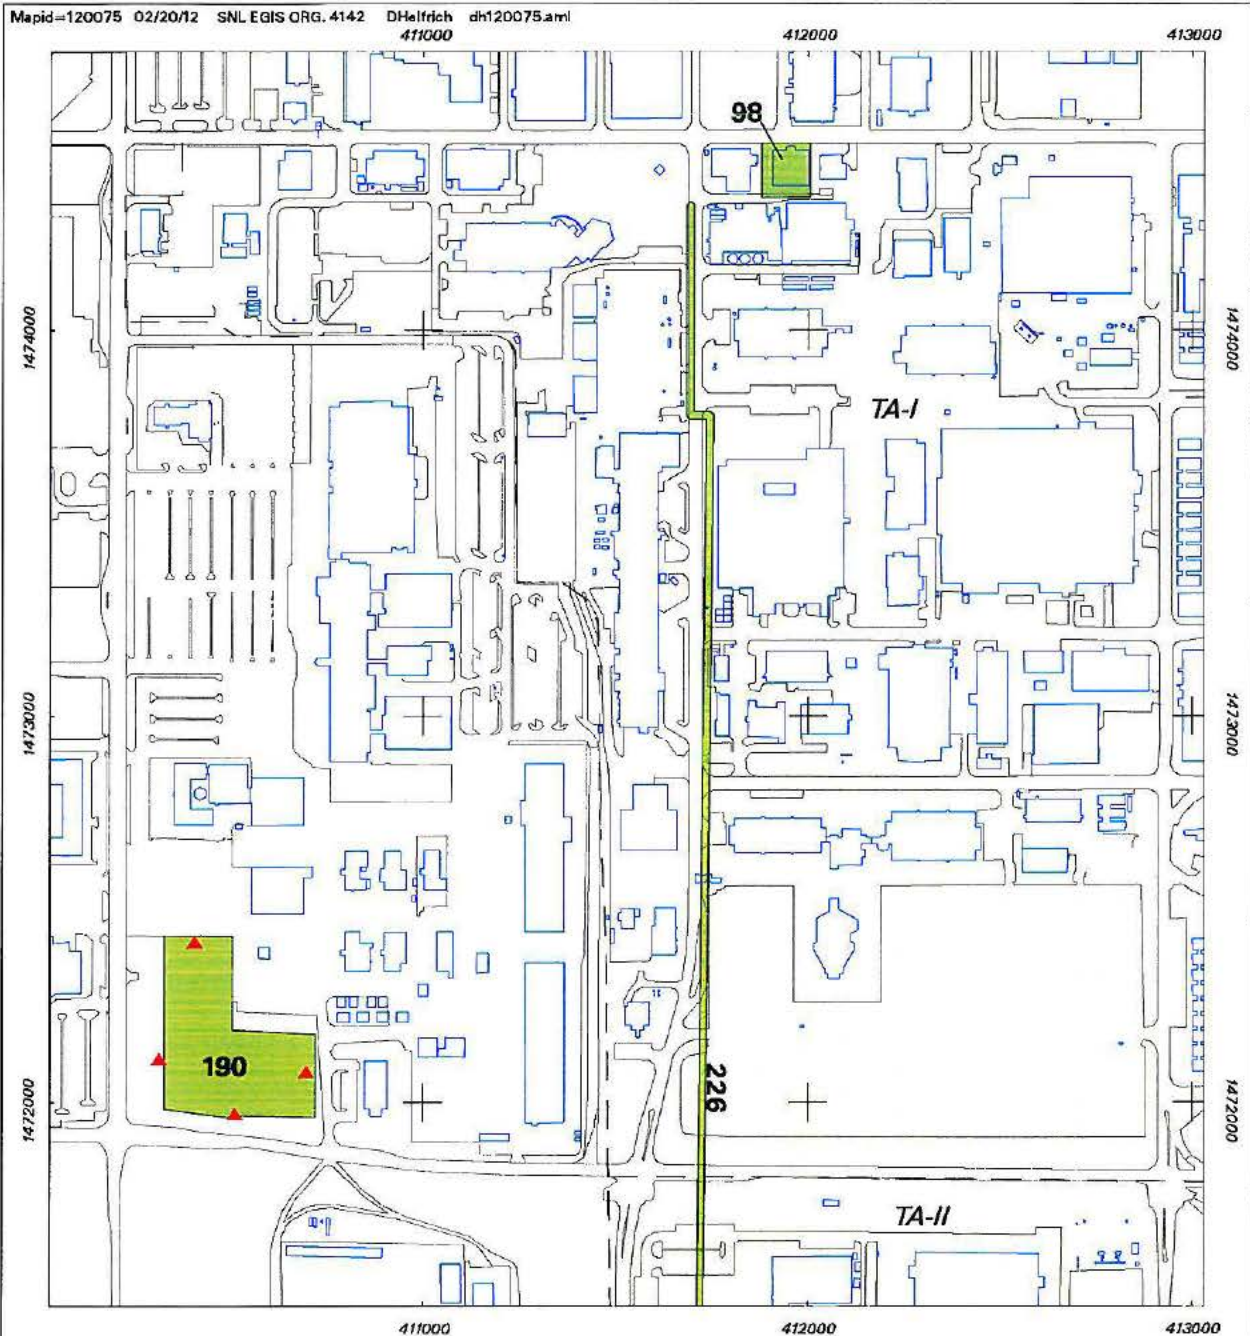 Mapid=120075 02/20/12 SNL EGIS ORG. 4142 DHelfrich dh120075.aml
411000 412000 413000
98
1474000 1474000
TA-I
1473000 1473000
190
226
1472000 1472000
TA-II
411000 412000 413000